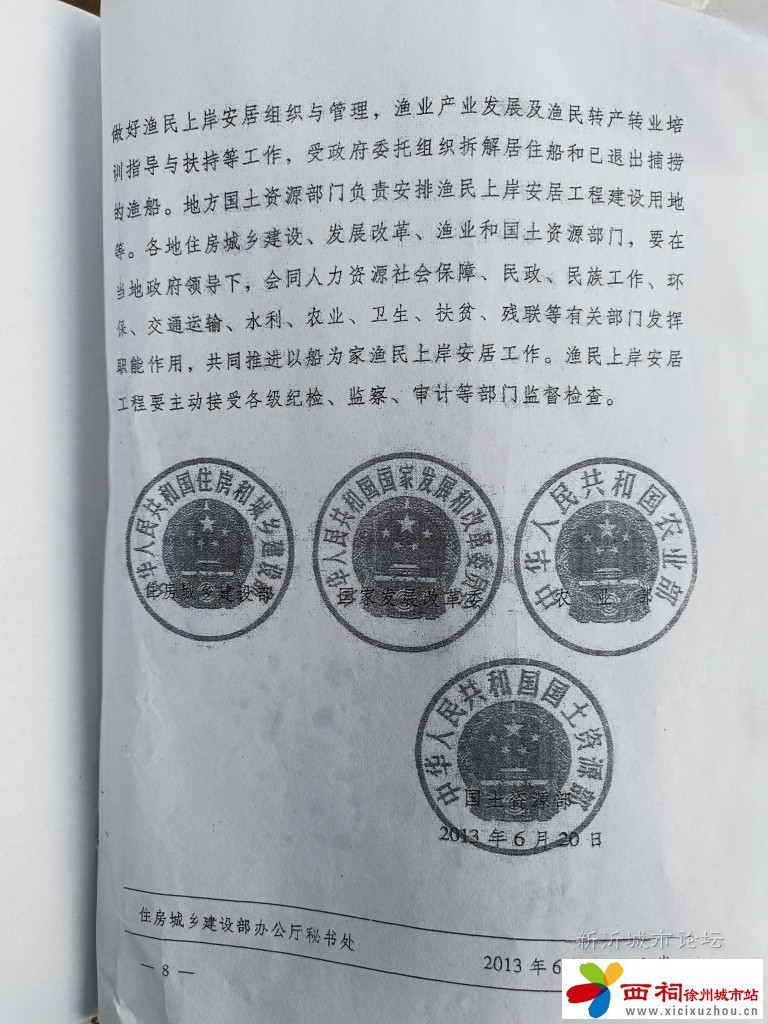 做好渔民上岸安居组织与管理，渔业产业发展及渔民转产转业培
训指导与扶持等工作，受政府委托组织拆解居住船和已退出捕捞
的渔船。地方国土资源部门负责安排渔民上岸安居工程建设用地
等。各地住房城乡建设、发展改革、渔业和国土资源部门，要在
当地政府领导下，会同人力资源社会保障、民政、民族工作、环
保、交通运输、水利、农业、卫生、扶贫、残联等有关部门发挥
职能作用，共同推进以船为家渔民上岸安居工作。渔民上岸安居
工程要主动接受各级纪检、监察、审计等部门监督检查。
中华人民共和国住房和城乡建设部
住房城乡建设部
中华人民共和国国家发展和改革委员会
国家发展改革委
中华人民共和国农业部
农业部
中华人民共和国国土资源部
国土资源部
2013年6月20日
住房城乡建设部办公厅秘书处
2013年6
— 8 —
新沂城市论坛
西祠徐州城市站
www.xicixuzhou.cn